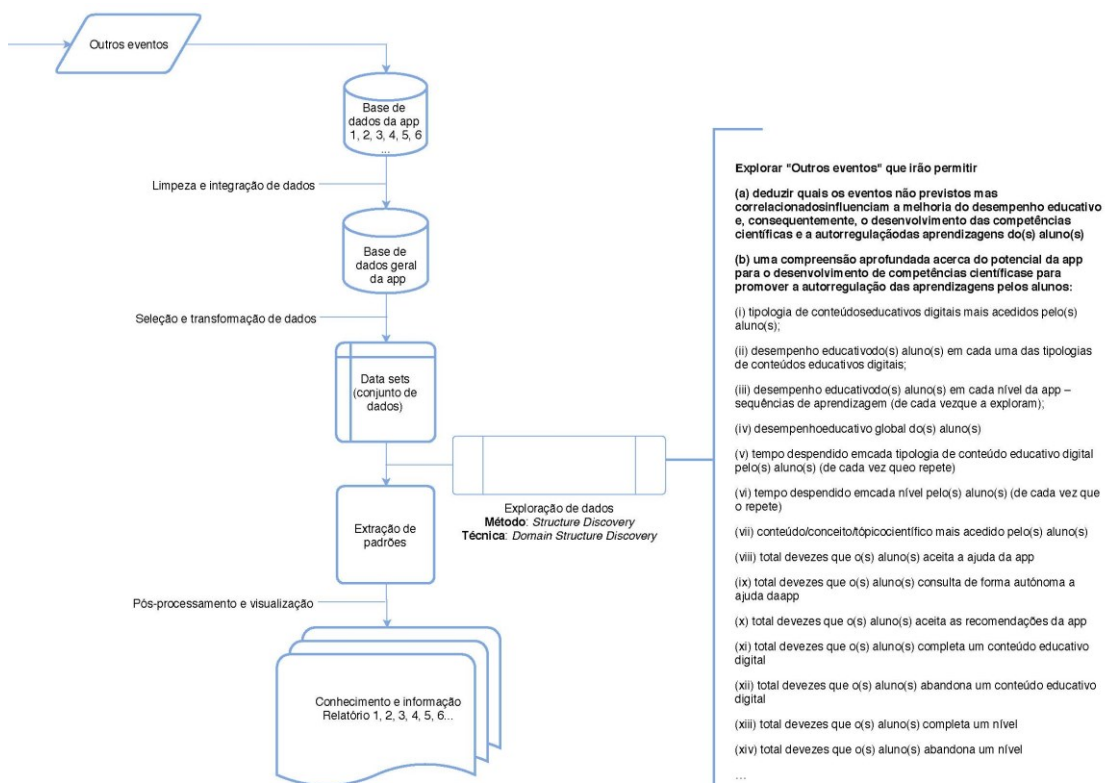 Outros eventos
Base de
dados da app
1, 2, 3, 4, 5, 6
...
Limpeza e integração de dados
Base de
dados geral
da app
Seleção e transformação de dados
Data sets
(conjunto de
dados)
Exploração de dados
Método: Structure Discovery
Técnica: Domain Structure Discovery
Extração de
padrões
Pós-processamento e visualização
Conhecimento e informação
Relatório 1, 2, 3, 4, 5, 6...
Explorar "Outros eventos" que irão permitir
(a) deduzir quais os eventos não previstos mas
correlacionadosinfluenciam a melhoria do desempenho educativo
e, consequentemente, o desenvolvimento das competências
científicas e a autorregulaçãodas aprendizagens do(s) aluno(s)
(b) uma compreensão aprofundada acerca do potencial da app
para o desenvolvimento de competências científicase para
promover a autorregulação das aprendizagens pelos alunos:
(i) tipologia de conteúdoseducativos digitais mais acedidos pelo(s)
aluno(s);
(ii) desempenho educativodo(s) aluno(s) em cada uma das tipologias
de conteúdos educativos digitais;
(iii) desempenho educativodo(s) aluno(s) em cada nível da app –
sequências de aprendizagem (de cada vezque a exploram);
(iv) desempenhoeducativo global do(s) aluno(s)
(v) tempo despendido emcada tipologia de conteúdo educativo digital
pelo(s) aluno(s) (de cada vez queo repete)
(vi) tempo despendido emcada nível pelo(s) aluno(s) (de cada vez que
o repete)
(vii) conteúdo/conceito/tópicocientífico mais acedido pelo(s) aluno(s)
(viii) total devezes que o(s) aluno(s) aceita a ajuda da app
(ix) total devezes que o(s) aluno(s) consulta de forma autónoma a
ajuda daapp
(x) total devezes que o(s) aluno(s) aceita as recomendações da app
(xi) total devezes que o(s) aluno(s) completa um conteúdo educativo
digital
(xii) total devezes que o(s) aluno(s) abandona um conteúdo educativo
digital
(xiii) total devezes que o(s) aluno(s) completa um nível
(xiv) total devezes que o(s) aluno(s) abandona um nível
...